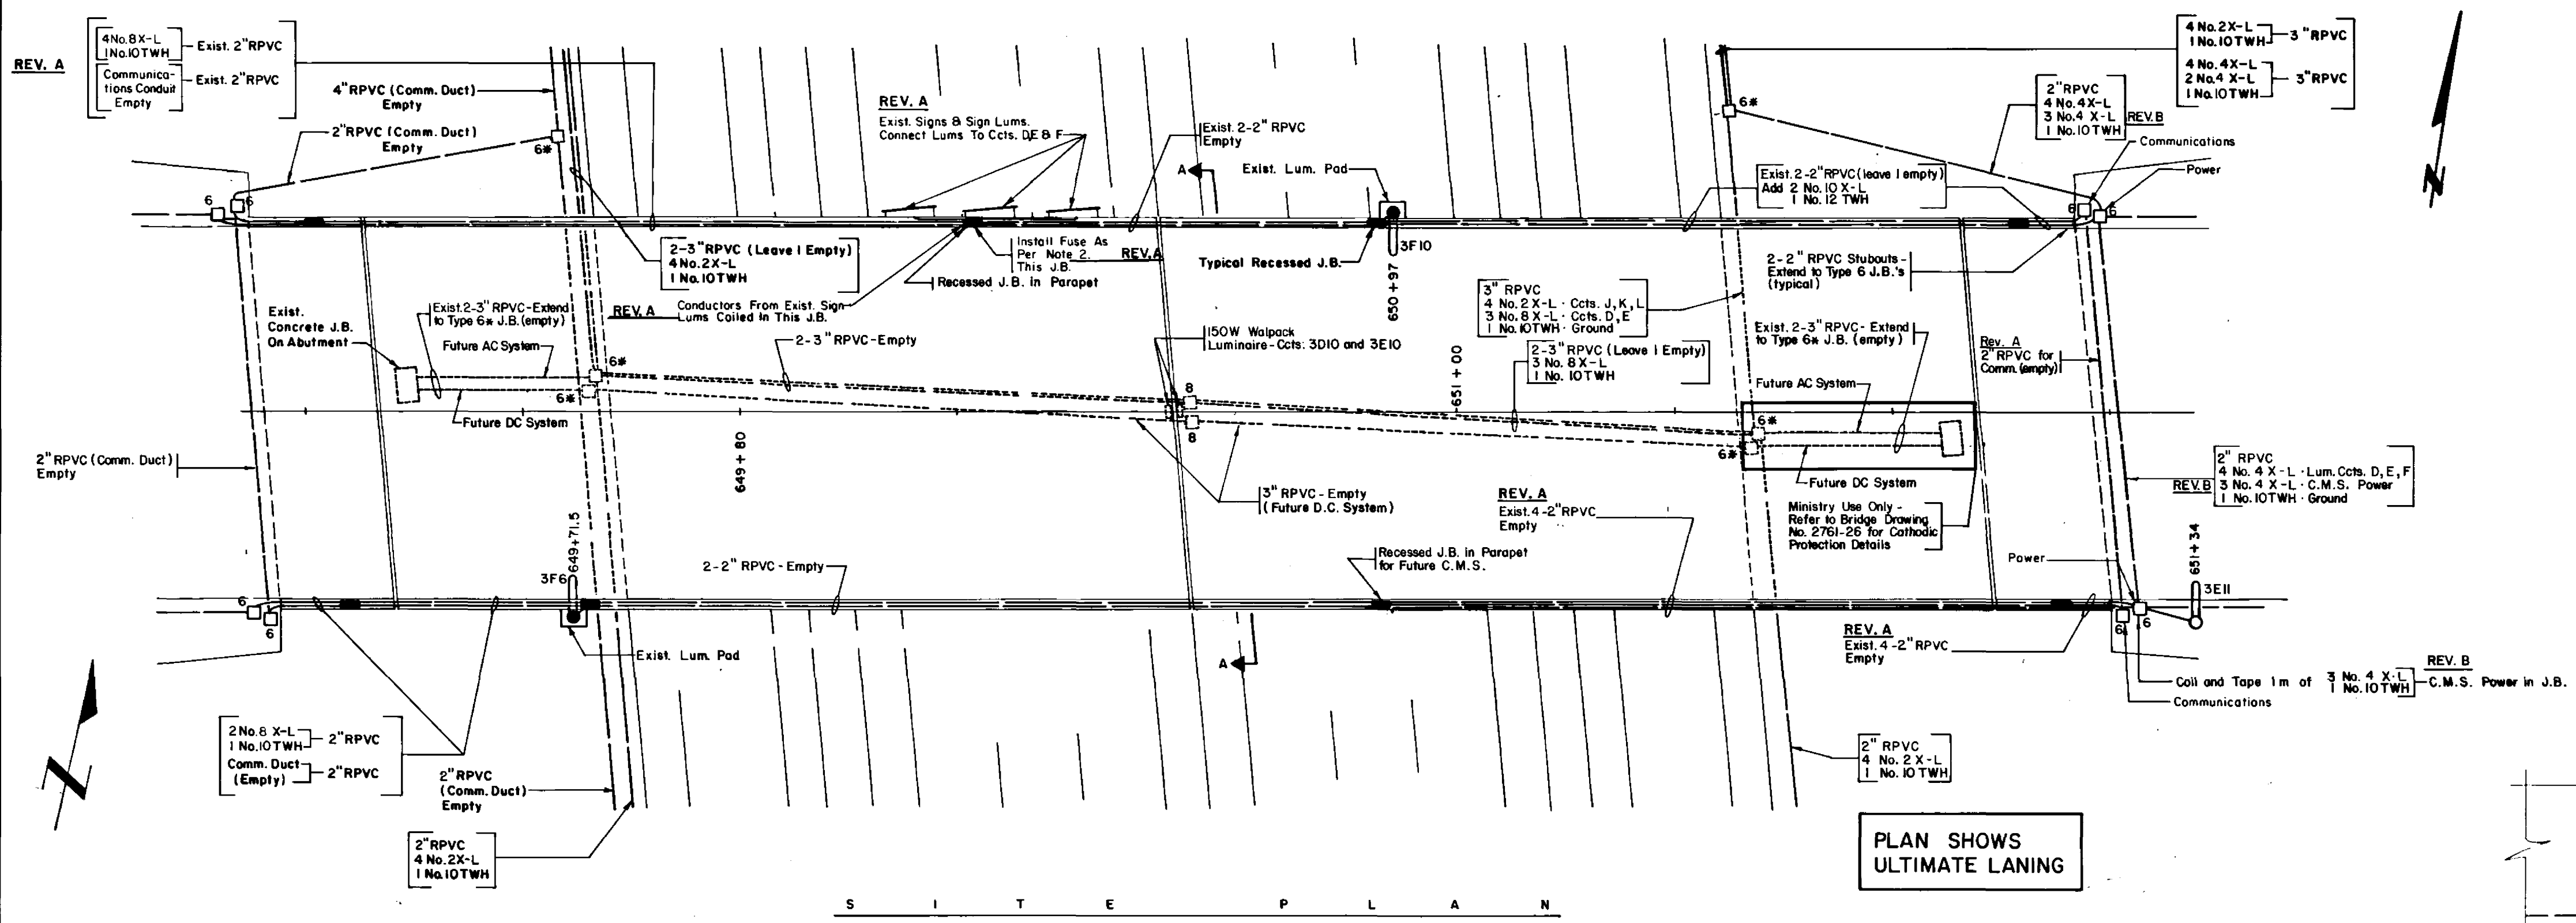 REV. A
4 No. 8 X-L
1 No. 10 TWH
Exist. 2" RPVC
Communica-
tions Conduit
Empty
Exist. 2" RPVC
4" RPVC (Comm. Duct)
Empty
2" RPVC (Comm. Duct)
Empty
6*
6
6
REV. A
Exist. Signs & Sign Lums.
Connect Lums To Ccts. D,E & F
Exist. 2-2" RPVC
Empty
A
Exist. Lum. Pad
6*
4 No. 2 X-L
1 No. 10 TWH
3" RPVC
4 No. 4 X-L
2 No. 4 X-L
1 No. 10 TWH
3" RPVC
2" RPVC
4 No. 4 X-L
3 No. 4 X-L
1 No. 10 TWH
REV. B
Communications
Power
Exist. 2-2" RPVC (leave 1 empty)
Add 2 No. 10 X-L
1 No. 12 TWH
6
6
2-3" RPVC (Leave 1 Empty)
4 No. 2 X-L
1 No. 10 TWH
Install Fuse As
Per Note 2.
This J.B.
REV. A
Recessed J.B. In Parapet
Typical Recessed J.B.
3F10
650 + 97
2-2" RPVC Stubouts -
Extend to Type 6 J.B.'s
(typical)
REV. A
Conductors From Exist. Sign
Lums Coiled In This J.B.
Exist.
Concrete J.B.
On Abutment
Exist. 2-3" RPVC - Extend
to Type 6* J.B. (empty)
Future AC System
Future DC System
6*
6*
2-3" RPVC - Empty
150W Walpack
Luminaire - Ccts: 3D10 and 3E10
8
8
3" RPVC
4 No. 2 X-L · Ccts. J, K, L
3 No. 8 X-L · Ccts. D, E
1 No. 10 TWH · Ground
2-3" RPVC (Leave 1 Empty)
3 No. 8 X-L
1 No. 10 TWH
651 + 00
Exist. 2-3" RPVC - Extend
to Type 6* J.B. (empty)
Future AC System
6*
6*
Future DC System
Rev. A
2" RPVC for
Comm. (empty)
2" RPVC (Comm. Duct)
Empty
649 + 80
3" RPVC - Empty
(Future D.C. System)
REV. A
Exist. 4-2" RPVC
Empty
Ministry Use Only -
Refer to Bridge Drawing
No. 2761-26 for Cathodic
Protection Details
2" RPVC
4 No. 4 X-L · Lum. Ccts. D, E, F
3 No. 4 X-L · C.M.S. Power
1 No. 10 TWH · Ground
REV. B
3F6
649+71.5
2-2" RPVC - Empty
Recessed J.B. in Parapet
for Future C.M.S.
Power
651 + 34
3E11
6
6
Exist. Lum. Pad
A
REV. A
Exist. 4-2" RPVC
Empty
6
6
REV. B
Coil and Tape 1m of
3 No. 4 X-L
1 No. 10 TWH
C.M.S. Power in J.B.
Communications
2 No. 8 X-L
1 No. 10 TWH
2" RPVC
Comm. Duct
(Empty)
2" RPVC
2" RPVC
(Comm. Duct)
Empty
2" RPVC
4 No. 2 X-L
1 No. 10 TWH
2" RPVC
4 No. 2 X-L
1 No. 10 TWH
N
N
PLAN SHOWS
ULTIMATE LANING
SITE PLAN